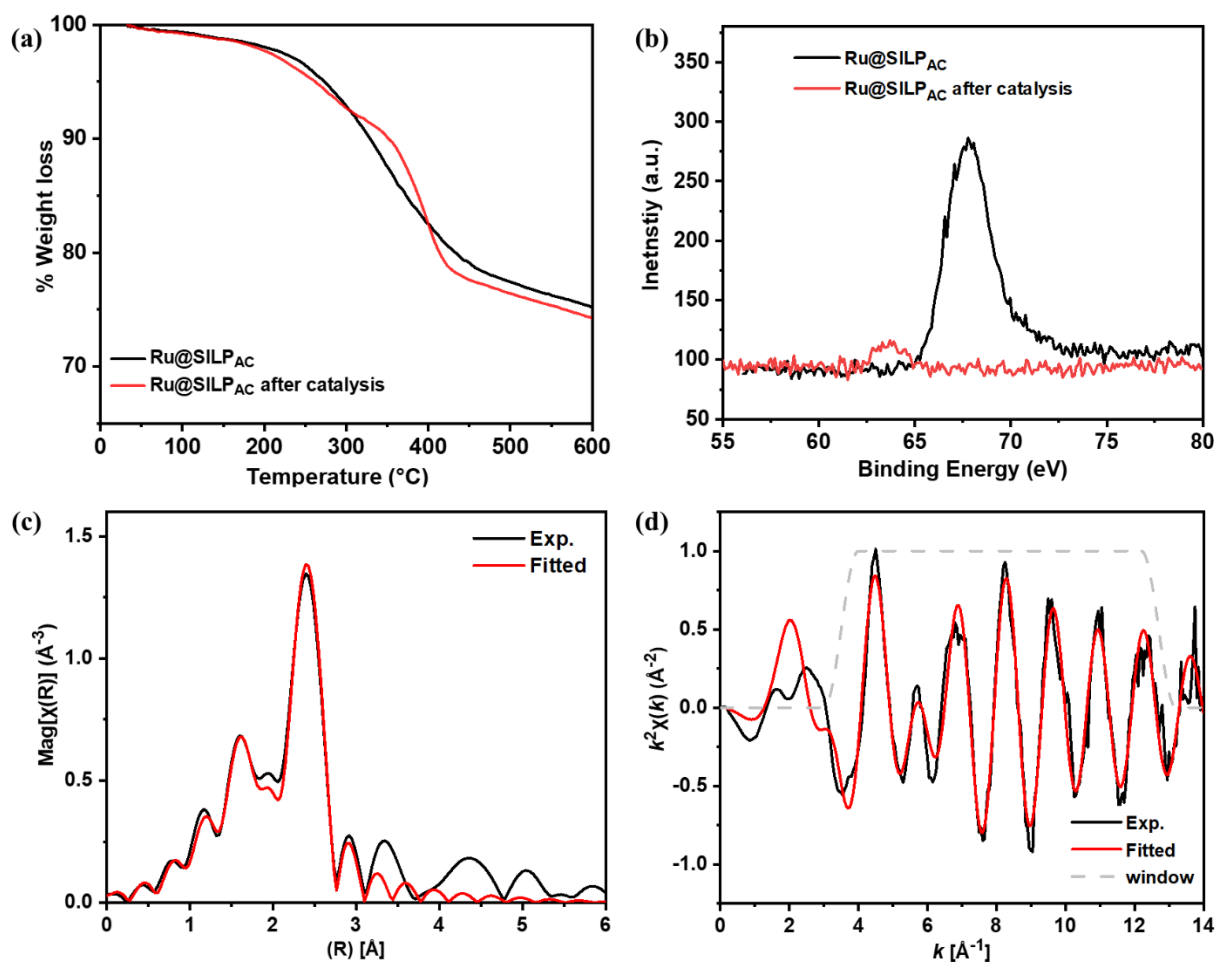 (a)
100
90
80
70
% Weight loss
Ru@SILP_AC
Ru@SILP_AC after catalysis
0 100 200 300 400 500 600
Temperature (°C)
(b)
350
300
250
200
150
100
50
Inetnstiy (a.u.)
Ru@SILP_AC
Ru@SILP_AC after catalysis
55 60 65 70 75 80
Binding Energy (eV)
(c)
1.5
1.0
0.5
0.0
Mag[χ(R)] (Å⁻³)
Exp.
Fitted
0 1 2 3 4 5 6
(R) [Å]
(d)
1.0
0.5
0.0
-0.5
-1.0
k²χ(k) (Å⁻²)
Exp.
Fitted
window
0 2 4 6 8 10 12 14
k [Å⁻¹]